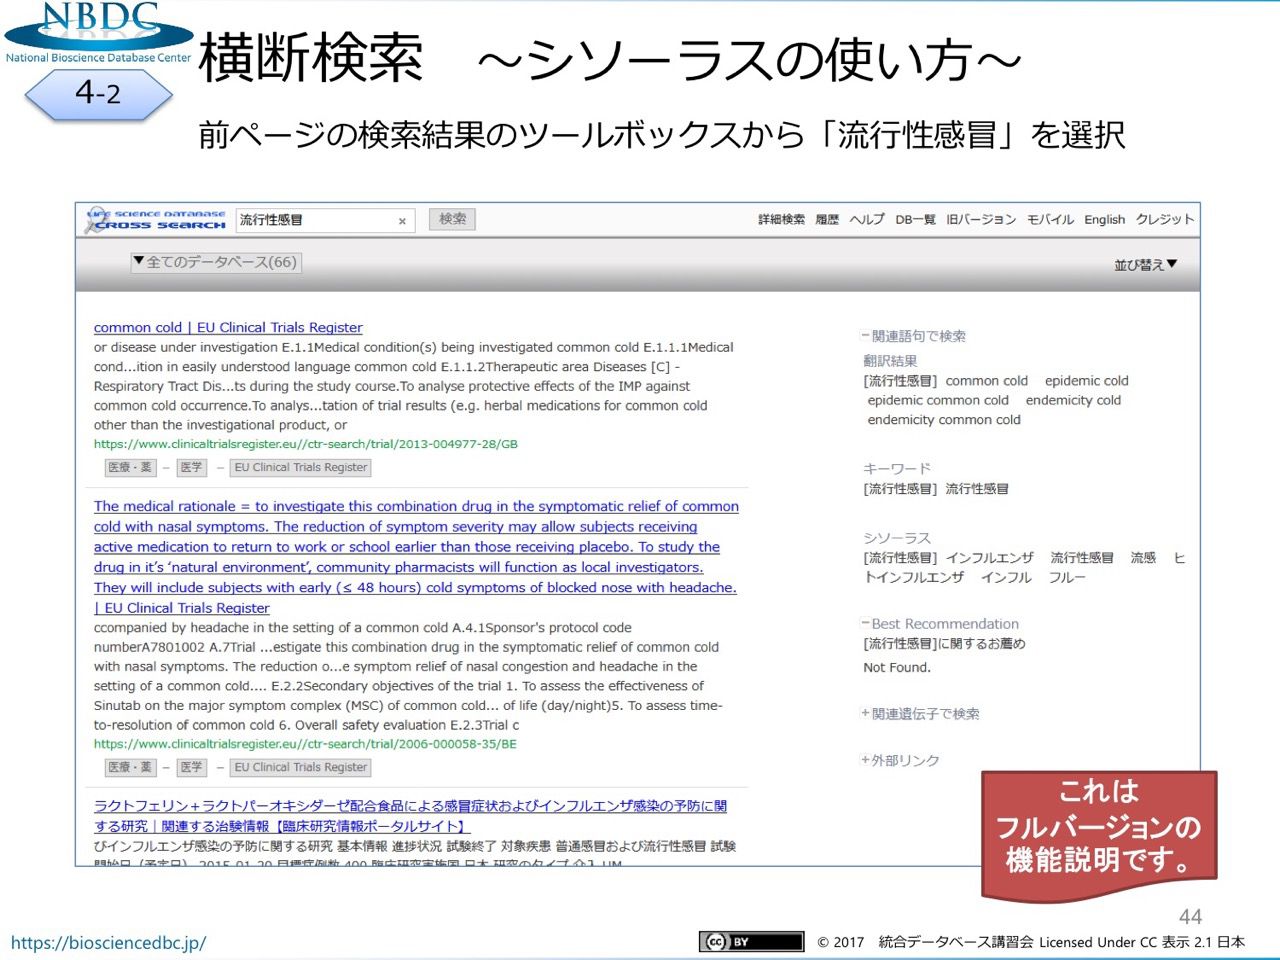 NBDC
National Bioscience Database Center
4-2
横断検索　～シソーラスの使い方～
前ページの検索結果のツールボックスから「流行性感冒」を選択
LIFE SCIENCE DATABASE
CROSS SEARCH
流行性感冒 ×
検索
詳細検索 履歴 ヘルプ DB一覧 旧バージョン モバイル English クレジット
▼全てのデータベース(66)
並び替え▼
common cold | EU Clinical Trials Register
or disease under investigation E.1.1Medical condition(s) being investigated common cold E.1.1.1Medical
cond...ition in easily understood language common cold E.1.1.2Therapeutic area Diseases [C] -
Respiratory Tract Dis...ts during the study course.To analyse protective effects of the IMP against
common cold occurrence.To analys...tation of trial results (e.g. herbal medications for common cold
other than the investigational product, or
https://www.clinicaltrialsregister.eu//ctr-search/trial/2013-004977-28/GB
医療・薬 － 医学 － EU Clinical Trials Register
The medical rationale = to investigate this combination drug in the symptomatic relief of common
cold with nasal symptoms. The reduction of symptom severity may allow subjects receiving
active medication to return to work or school earlier than those receiving placebo. To study the
drug in it's 'natural environment', community pharmacists will function as local investigators.
They will include subjects with early (≤ 48 hours) cold symptoms of blocked nose with headache.
| EU Clinical Trials Register
ccompanied by headache in the setting of a common cold A.4.1Sponsor's protocol code
numberA7801002 A.7Trial ...estigate this combination drug in the symptomatic relief of common cold
with nasal symptoms. The reduction o...e symptom relief of nasal congestion and headache in the
setting of a common cold.... E.2.2Secondary objectives of the trial 1. To assess the effectiveness of
Sinutab on the major symptom complex (MSC) of common cold... of life (day/night)5. To assess time-
to-resolution of common cold 6. Overall safety evaluation E.2.3Trial c
https://www.clinicaltrialsregister.eu//ctr-search/trial/2006-000058-35/BE
医療・薬 － 医学 － EU Clinical Trials Register
ラクトフェリン＋ラクトパーオキシダーゼ配合食品による感冒症状およびインフルエンザ感染の予防に関
する研究 | 関連する治験情報【臨床研究情報ポータルサイト】
びインフルエンザ感染の予防に関する研究 基本情報 進捗状況 試験終了 対象疾患 普通感冒および流行性感冒 試験
開始日（予定日） 2015-01-20 目標症例数 400 臨床研究実施国 日本 研究のタイプ 介入 UM
－関連語句で検索
翻訳結果
[流行性感冒] common cold epidemic cold
epidemic common cold endemicity cold
endemicity common cold
キーワード
[流行性感冒] 流行性感冒
シソーラス
[流行性感冒] インフルエンザ 流行性感冒 流感 ヒ
トインフルエンザ インフル フルー
－Best Recommendation
[流行性感冒]に関するお薦め
Not Found.
+関連遺伝子で検索
+外部リンク
これは
フルバージョンの
機能説明です。
44
https://biosciencedbc.jp/
cc BY
© 2017　統合データベース講習会 Licensed Under CC 表示 2.1 日本